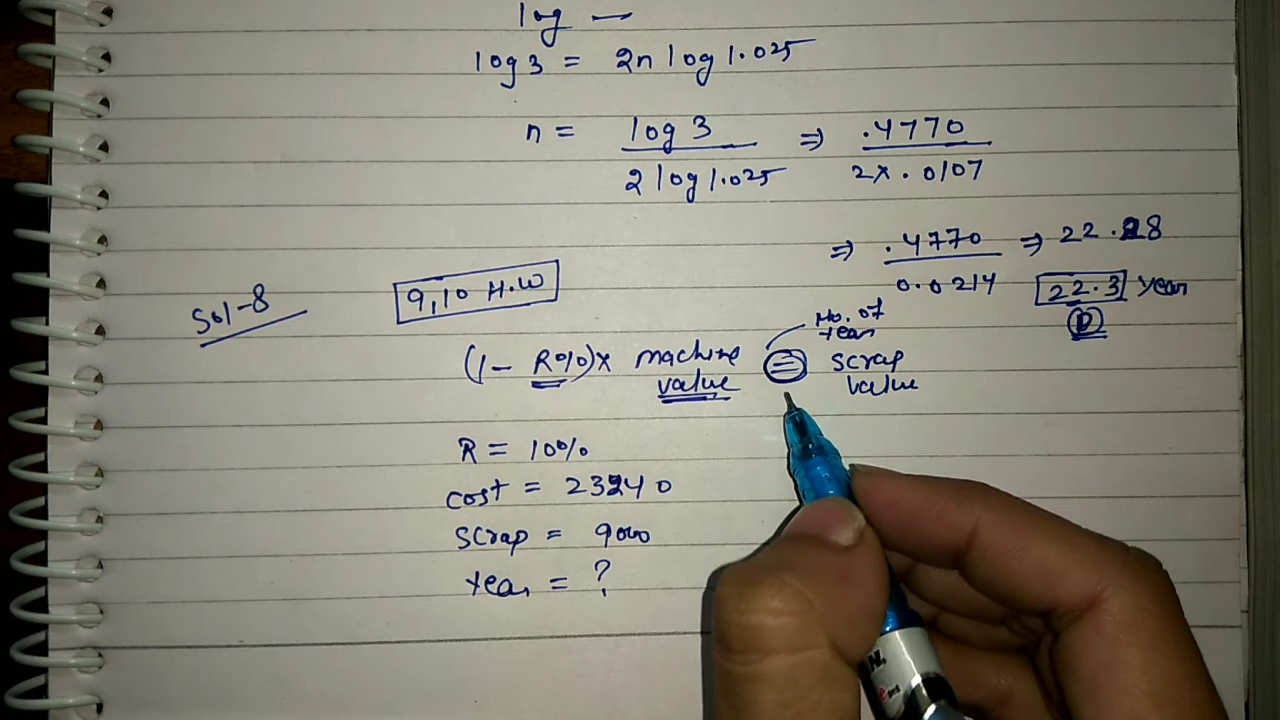 log —
log 3 = 2n log 1.025
n = log 3 / 2 log 1.025 ⇒ .4770 / 2x.0107
⇒ .4770 / 0.0214 ⇒ 22.28
22.3 year
(D)
Sol-8
9,10 H.W
No. of year
(1 - R%) x machine value = scrap value
R = 10%
cost = 23240
scrap = 9000
year = ?
N.